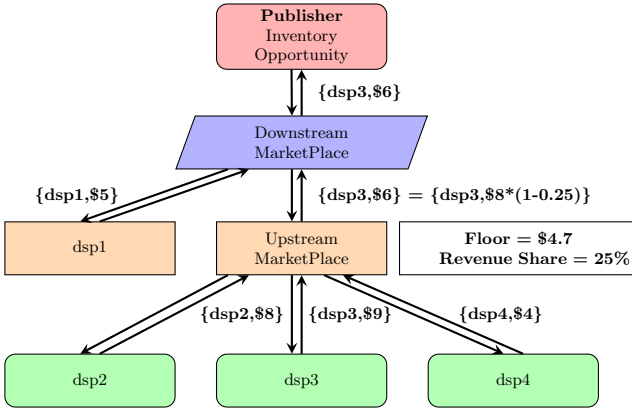 Publisher
Inventory
Opportunity
{dsp3,$6}
Downstream
MarketPlace
{dsp1,$5}
{dsp3,$6} = {dsp3,$8*(1-0.25)}
dsp1
Upstream
MarketPlace
Floor = $4.7
Revenue Share = 25%
{dsp2,$8}
{dsp3,$9}
{dsp4,$4}
dsp2
dsp3
dsp4